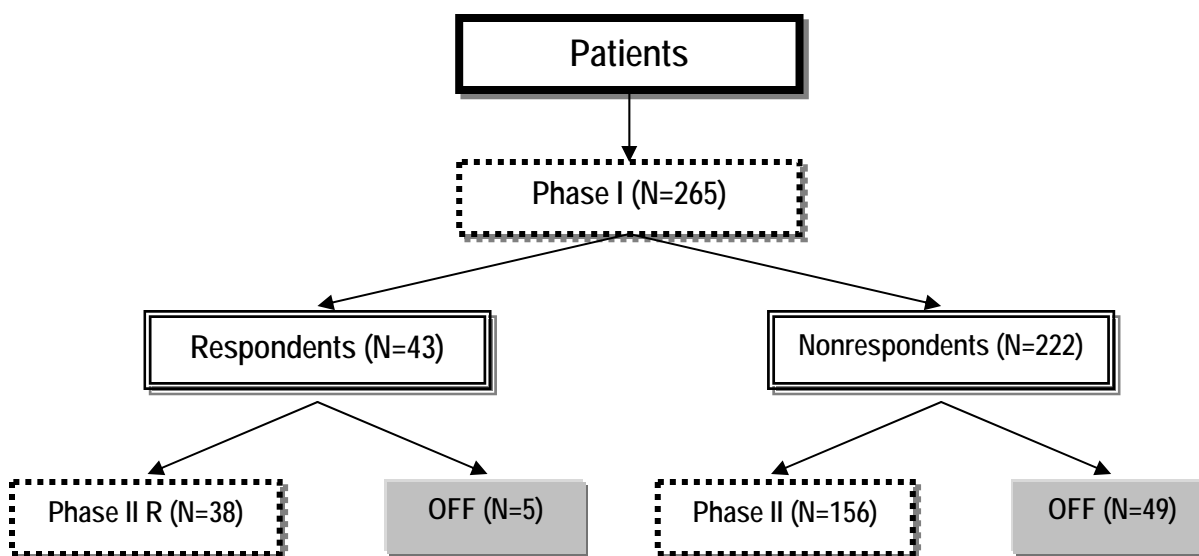 Patients
Phase I (N=265)
Respondents (N=43)
Nonrespondents (N=222)
Phase II R (N=38)
OFF (N=5)
Phase II (N=156)
OFF (N=49)